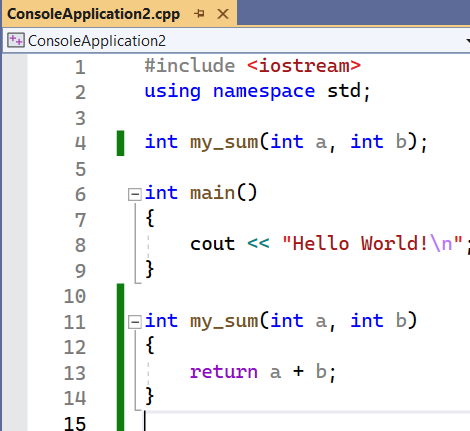 ConsoleApplication2.cpp
ConsoleApplication2
1 #include <iostream>
2 using namespace std;
3
4 int my_sum(int a, int b);
5
6 int main()
7 {
8     cout << "Hello World!\n";
9 }
10
11 int my_sum(int a, int b)
12 {
13     return a + b;
14 }
15